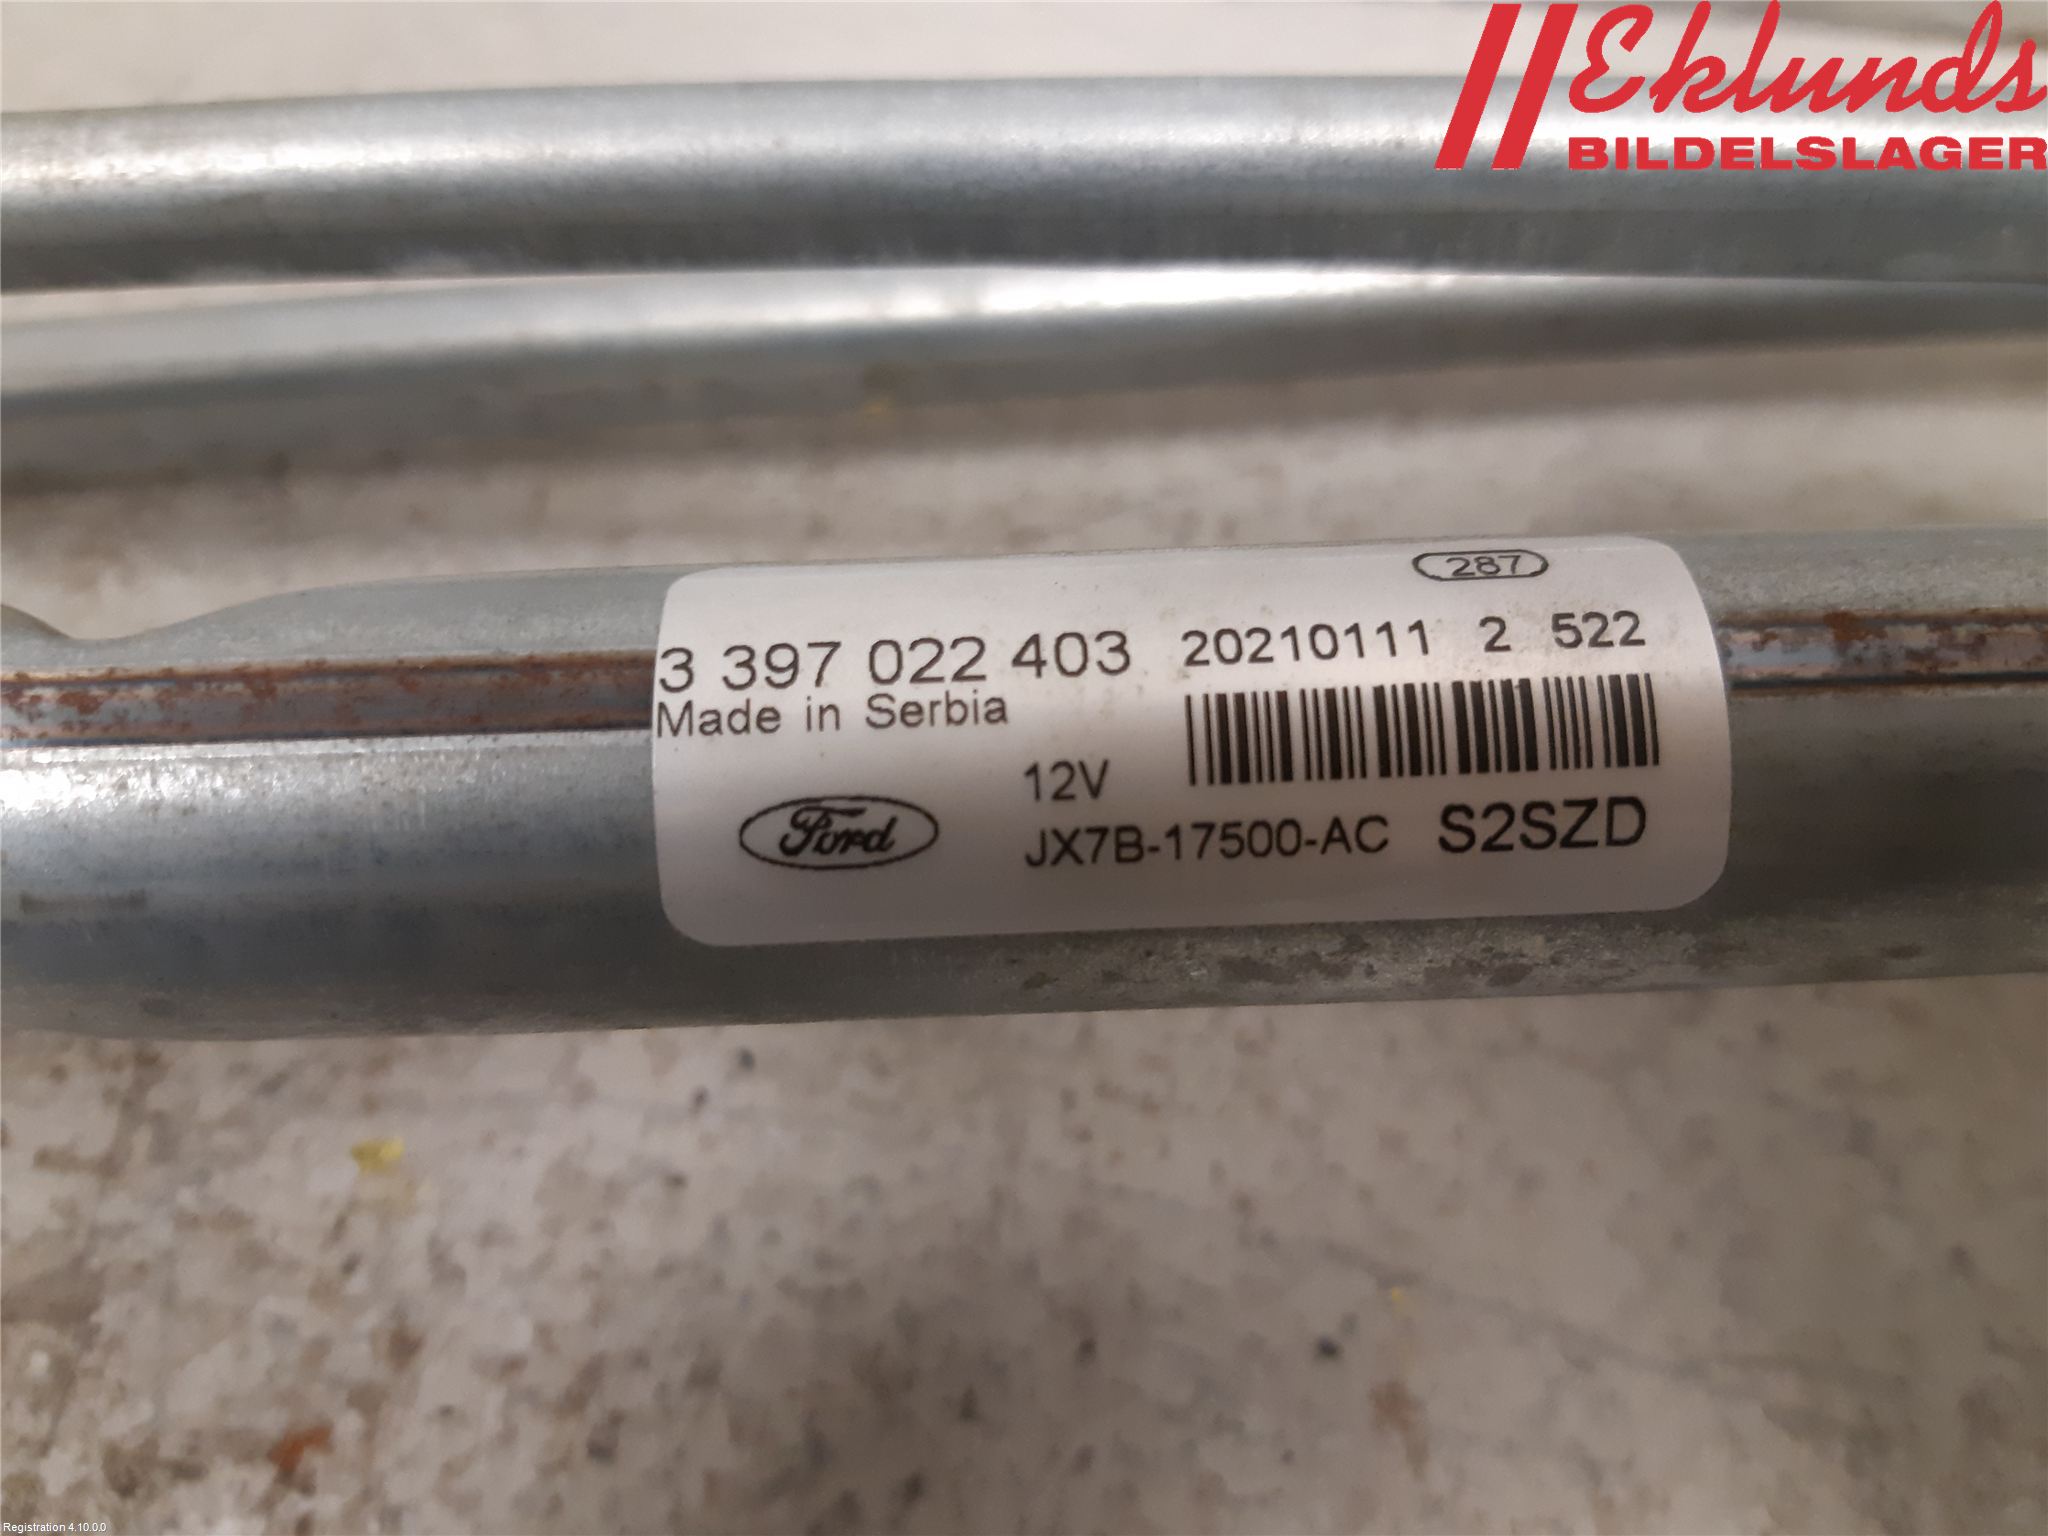 Eklunds
BILDELSLAGER
287
3 397 022 403 20210111 2 522
Made in Serbia
12V
Ford
JX7B-17500-AC S2SZD
Registration 4.10.0.0